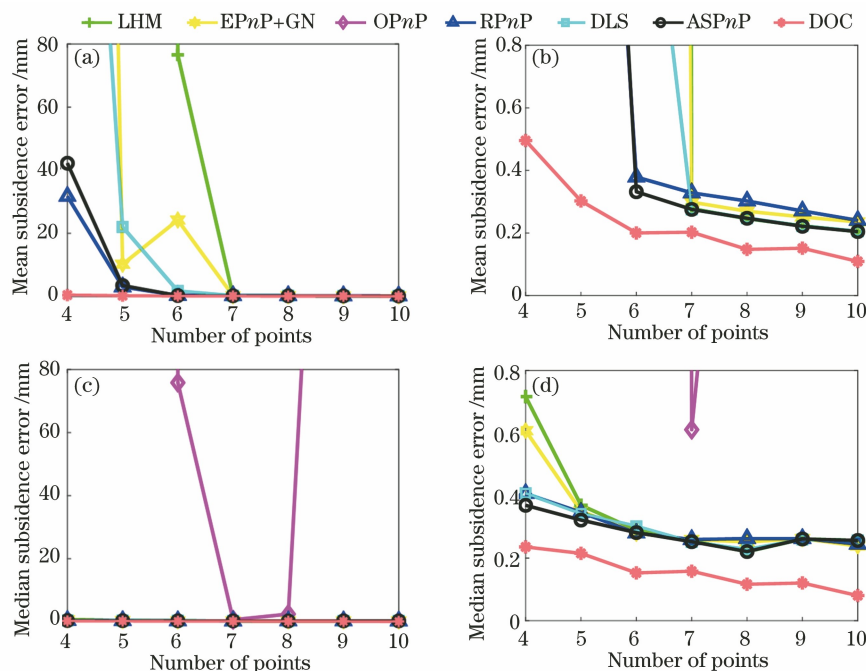 LHM EPnP+GN OPnP RPnP DLS ASPnP DOC
(a)
Mean subsidence error /mm
80
60
40
20
0
4 5 6 7 8 9 10
Number of points
(b)
Mean subsidence error /mm
0.8
0.6
0.4
0.2
0
4 5 6 7 8 9 10
Number of points
(c)
Median subsidence error /mm
80
60
40
20
0
4 5 6 7 8 9 10
Number of points
(d)
Median subsidence error /mm
0.8
0.6
0.4
0.2
0
4 5 6 7 8 9 10
Number of points